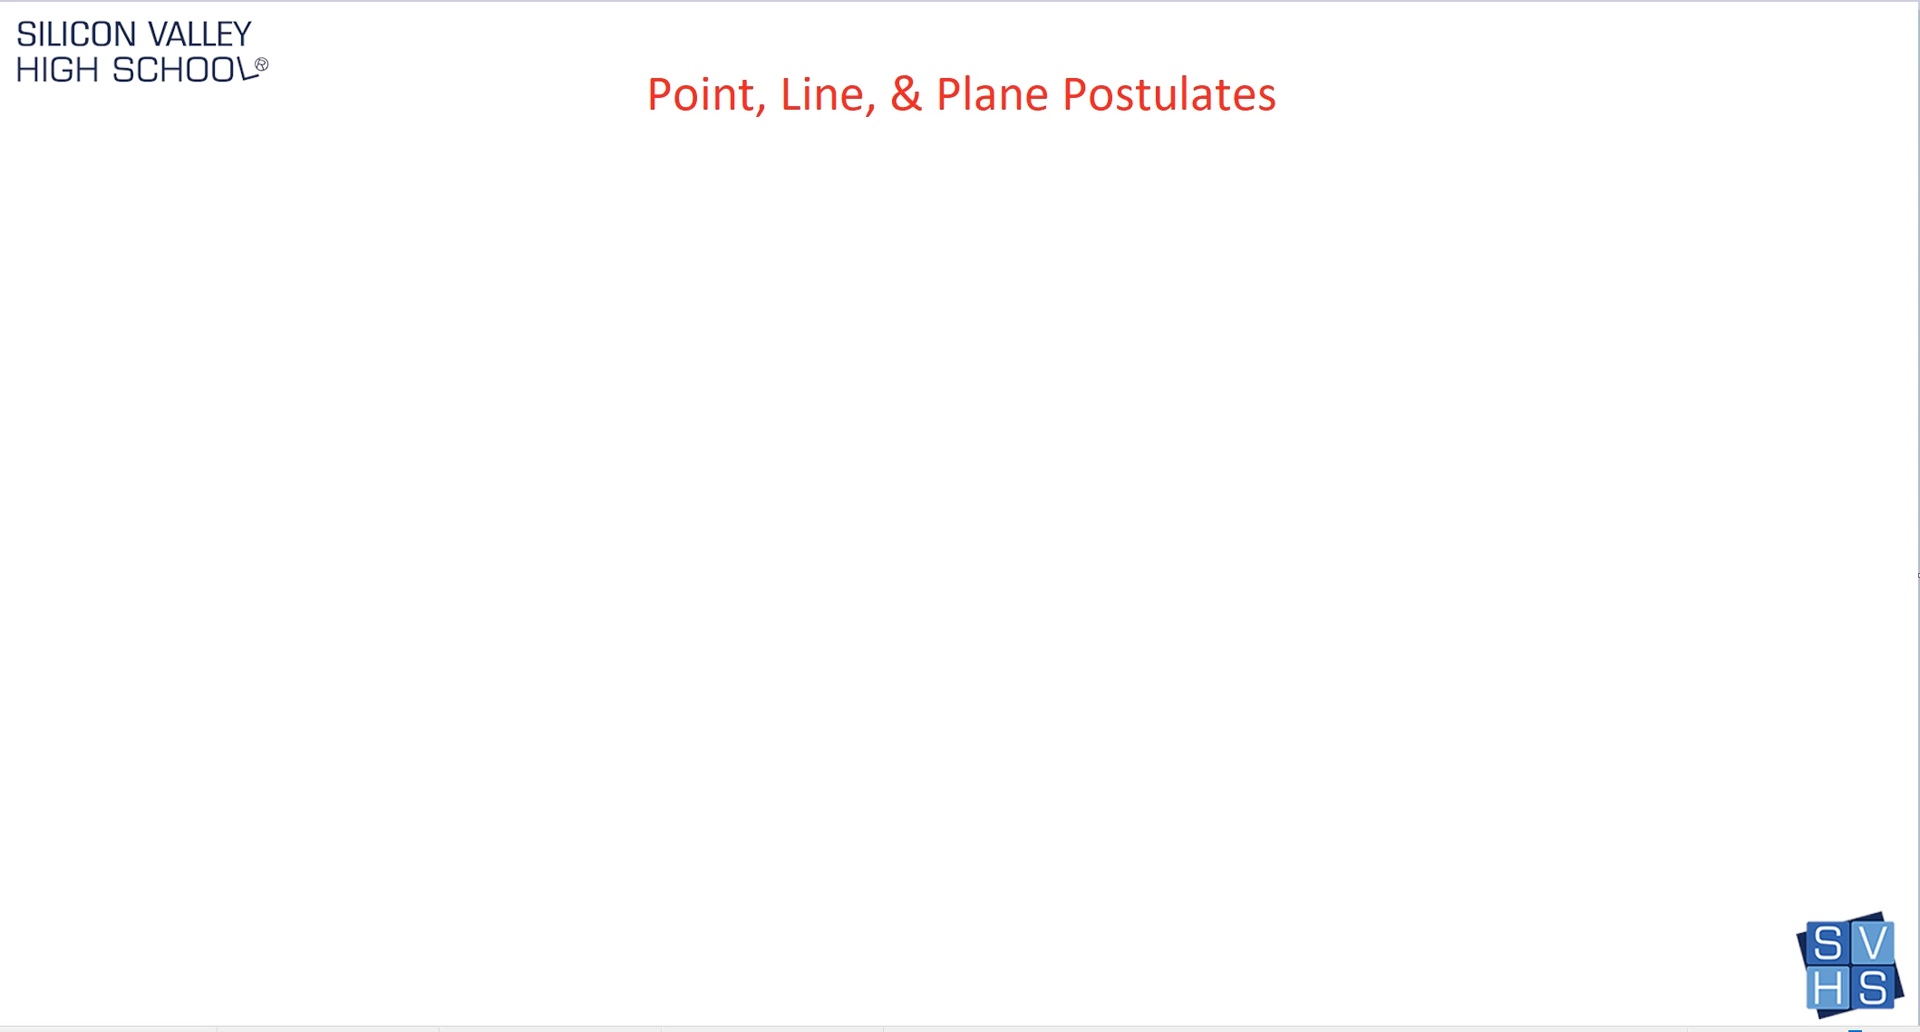 SILICON VALLEY
HIGH SCHOOL®
Point, Line, & Plane Postulates
S V
H S